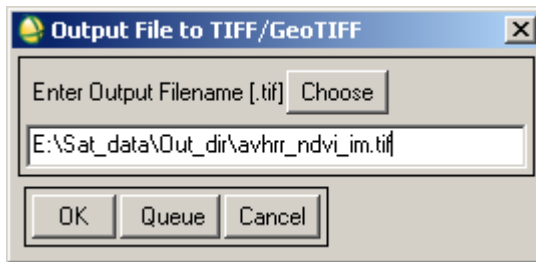 Output File to TIFF/GeoTIFF
Enter Output Filename [.tif] Choose
E:\Sat_data\Out_dir\avhrr_ndvi_im.tif
OK Queue Cancel